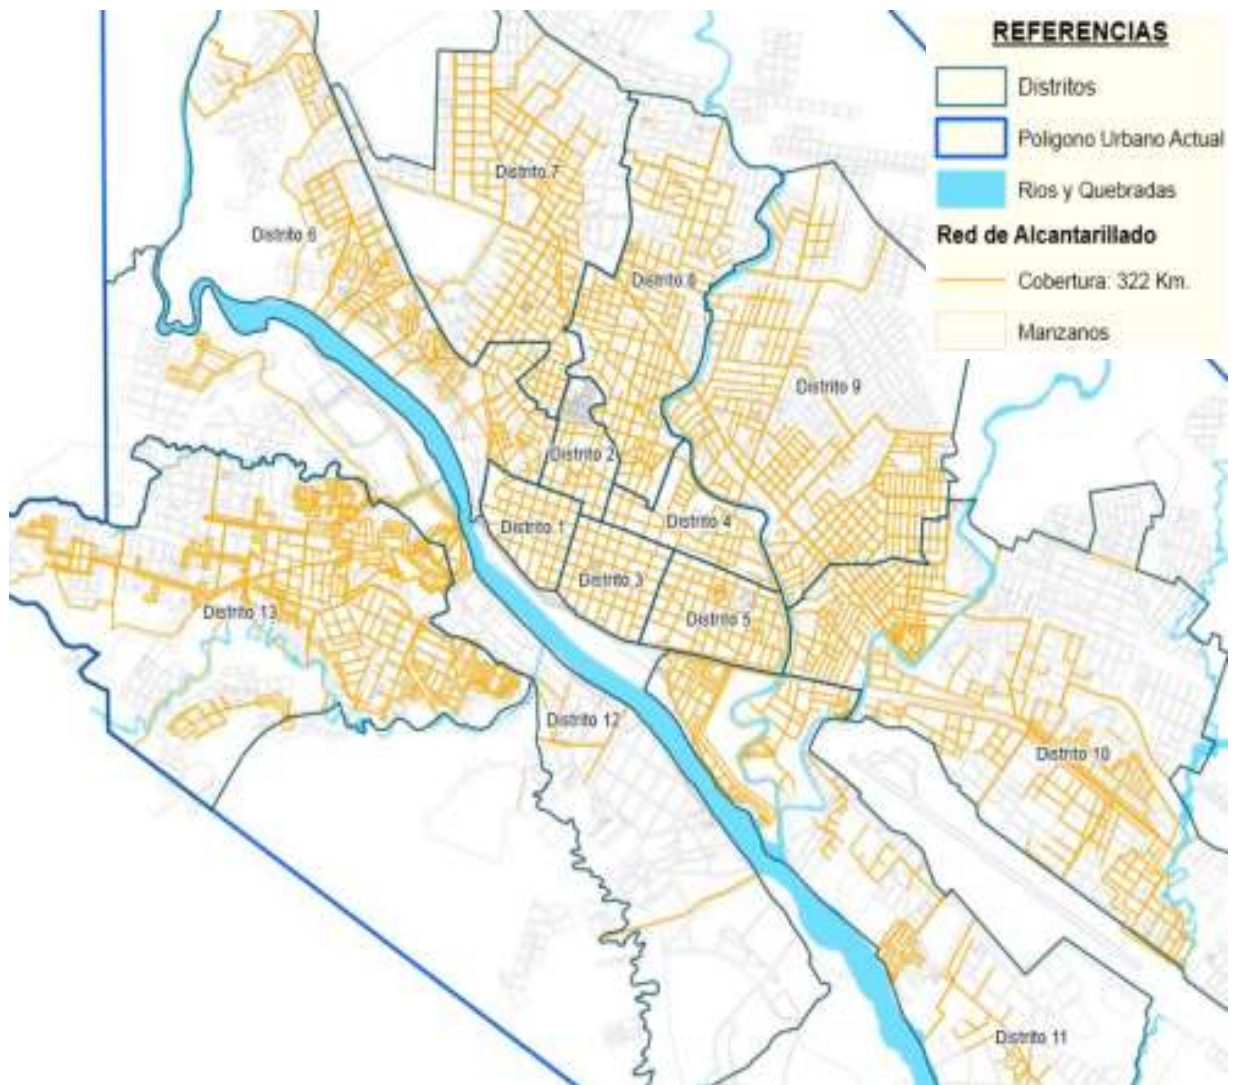 REFERENCIAS
Distritos
Poligono Urbano Actual
Rios y Quebradas
Red de Alcantarillado
Cobertura: 322 Km.
Manzanos
Distrito 7
Distrito 6
Distrito 8
Distrito 9
Distrito 2
Distrito 1
Distrito 4
Distrito 3
Distrito 13
Distrito 5
Distrito 12
Distrito 10
Distrito 11